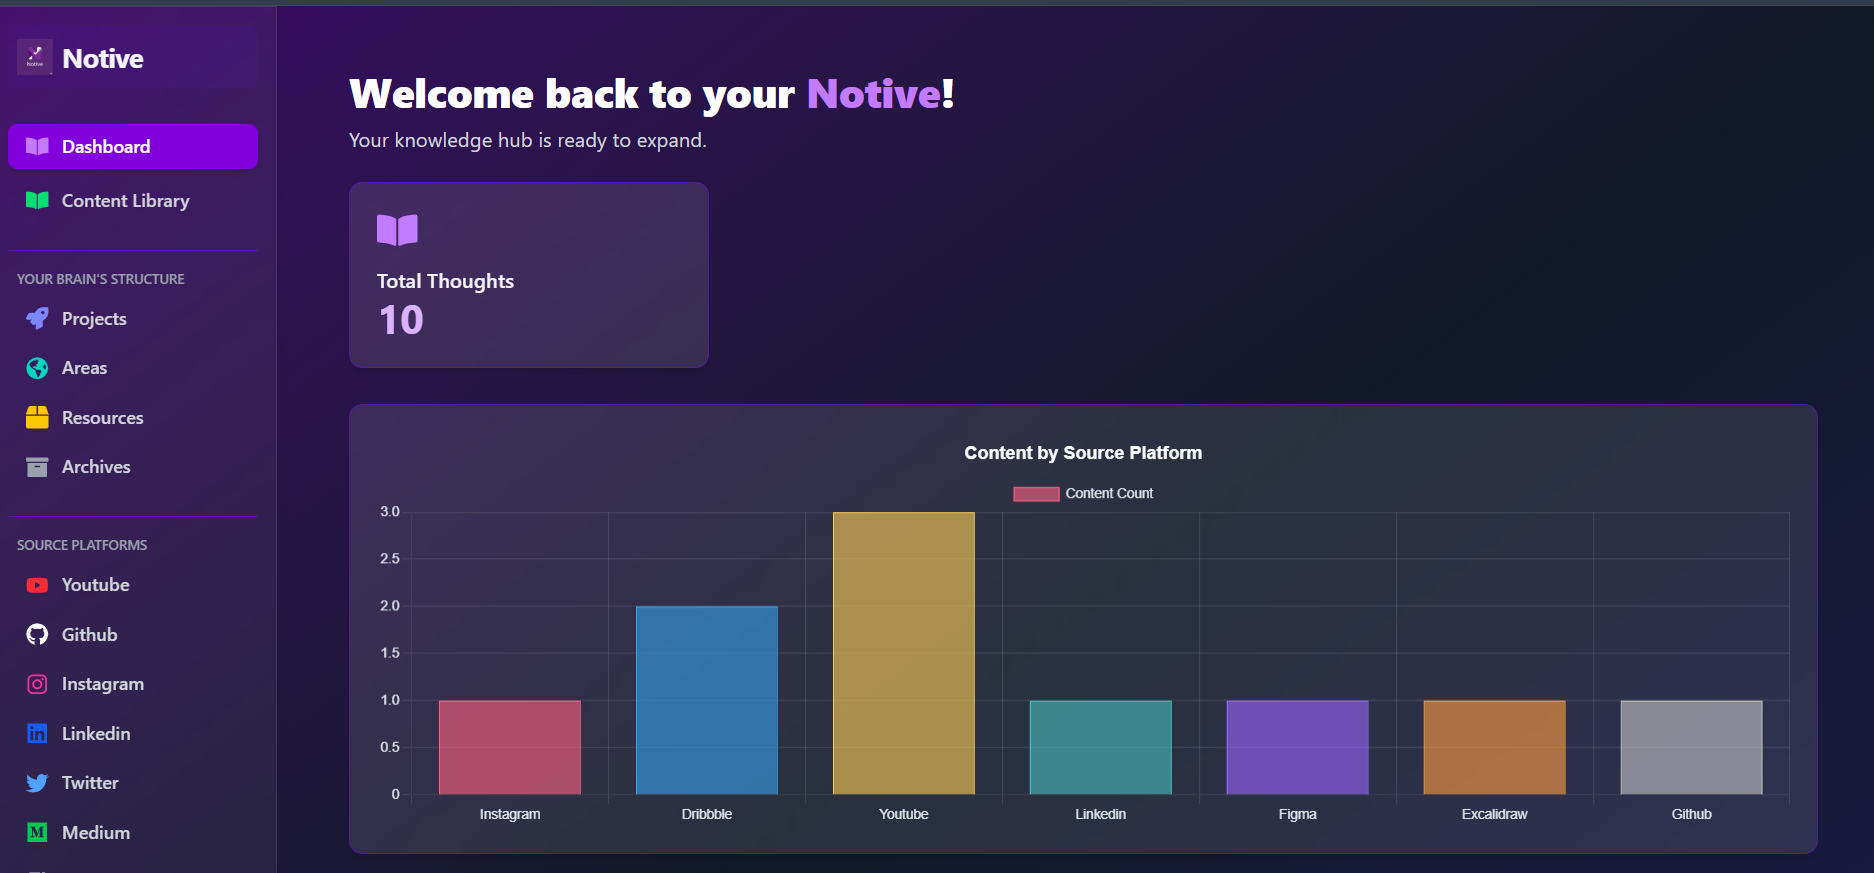 Notive
Notive
Dashboard
Content Library
YOUR BRAIN'S STRUCTURE
Projects
Areas
Resources
Archives
SOURCE PLATFORMS
Youtube
Github
Instagram
Linkedin
Twitter
Medium
Welcome back to your Notive!
Your knowledge hub is ready to expand.
Total Thoughts
10
Content by Source Platform
Content Count
3.0
2.5
2.0
1.5
1.0
0.5
0
Instagram Dribbble Youtube Linkedin Figma Excalidraw Github